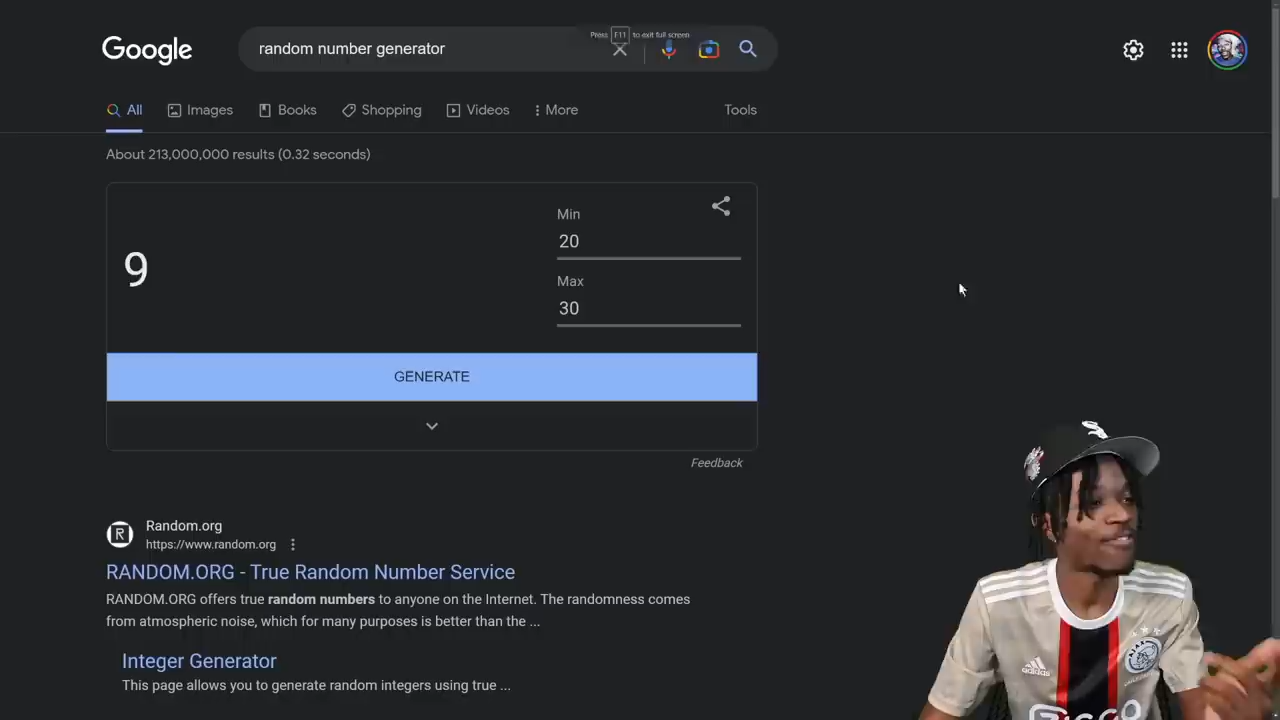 Press F11 to exit full screen
Google
random number generator
All
Images
Books
Shopping
Videos
More
Tools
About 213,000,000 results (0.32 seconds)
9
Min
20
Max
30
GENERATE
Feedback
R
Random.org
https://www.random.org
RANDOM.ORG - True Random Number Service
RANDOM.ORG offers true random numbers to anyone on the Internet. The randomness comes
from atmospheric noise, which for many purposes is better than the ...
Integer Generator
This page allows you to generate random integers using true ...
adidas